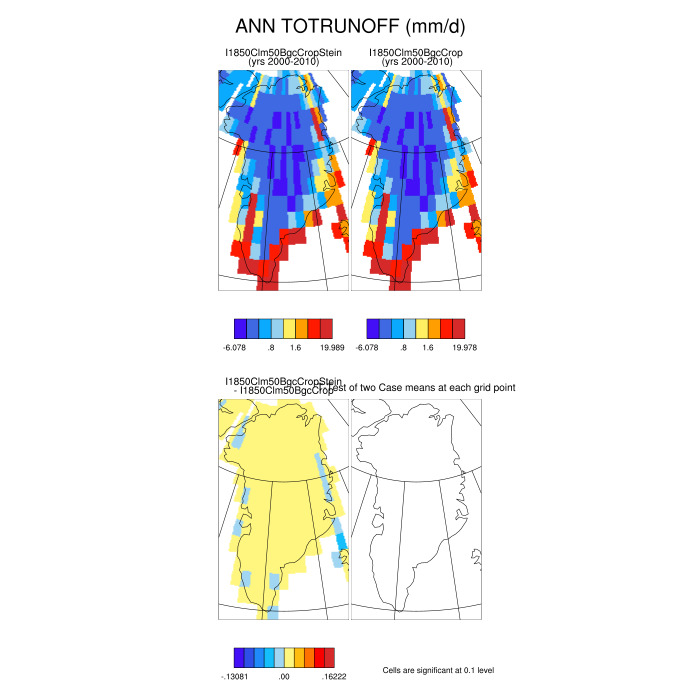 ANN TOTRUNOFF (mm/d)
I1850Clm50BgcCropStein
(yrs 2000-2010)
I1850Clm50BgcCrop
(yrs 2000-2010)
-6.078 .8 1.6 19.989
-6.078 .8 1.6 19.978
I1850Clm50BgcCropStein
- I1850Clm50BgcCrop
T-Test of two Case means at each grid point
-.13081 .00 .16222
Cells are significant at 0.1 level